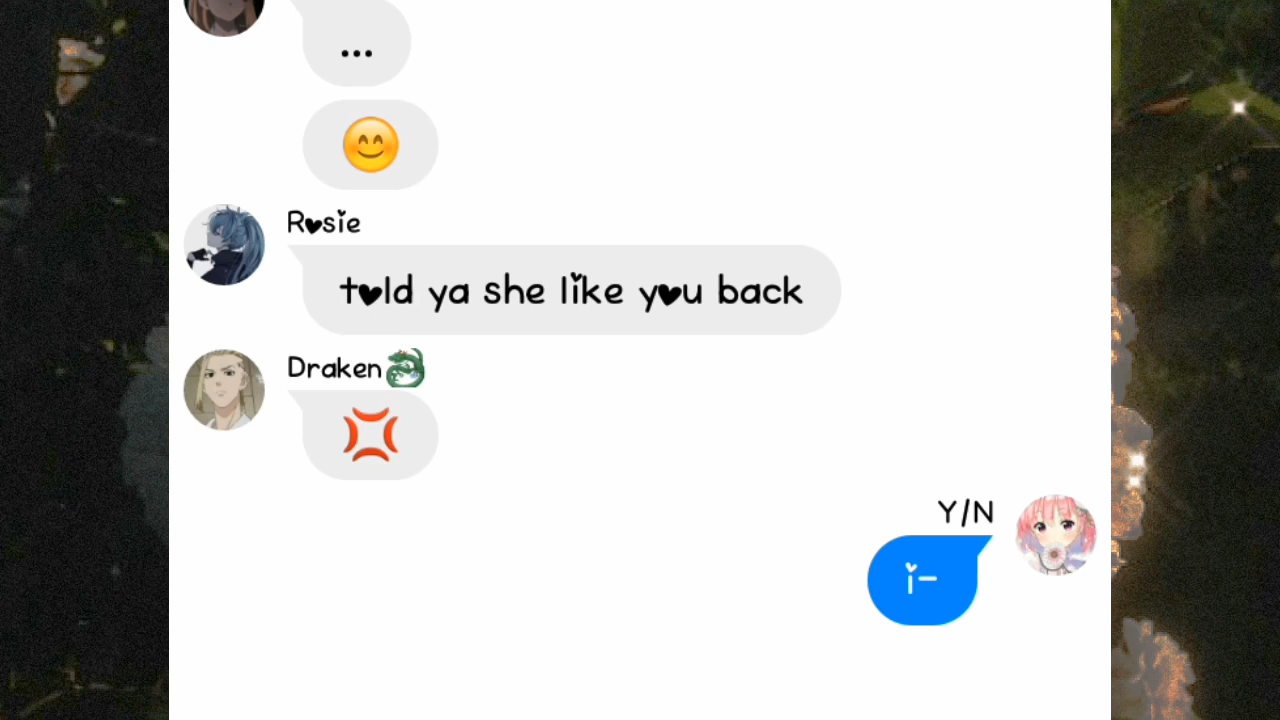 ...
😊
Rosie
told ya she like you back
Draken🐉
💢
Y/N
i-